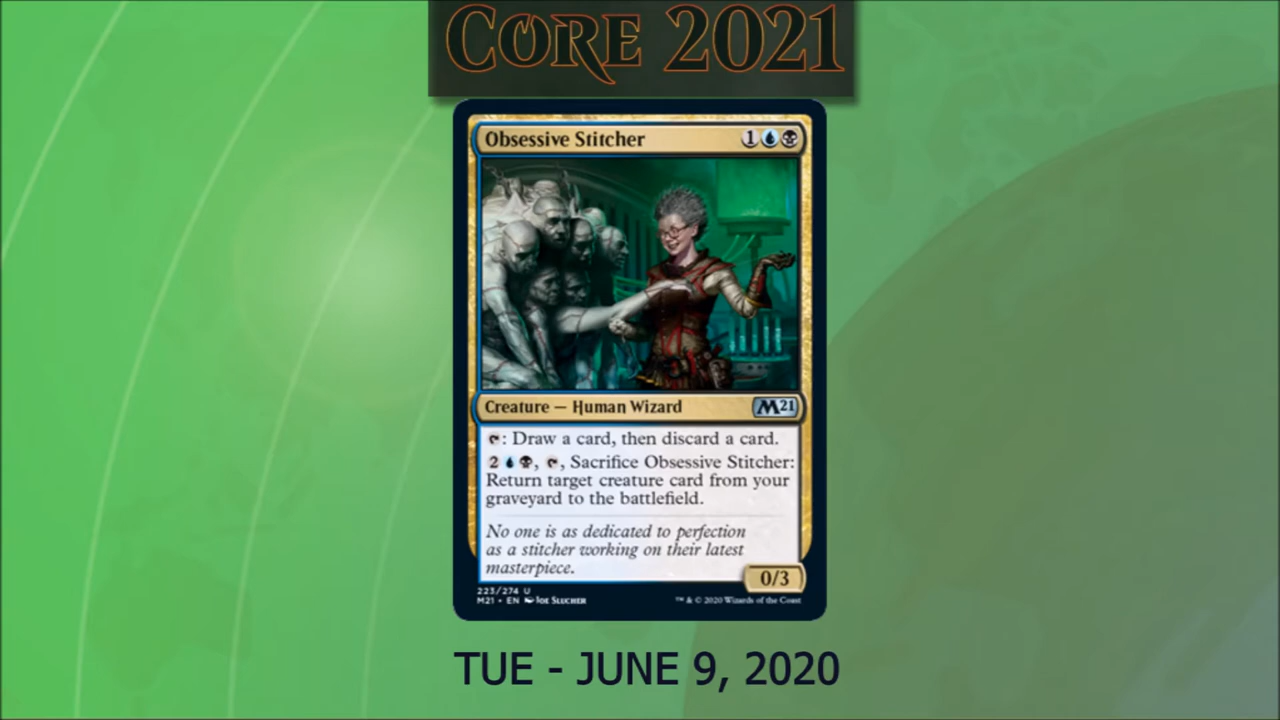 CORE 2021
Obsessive Stitcher 1
Creature — Human Wizard M21
: Draw a card, then discard a card.
2 , , Sacrifice Obsessive Stitcher:
Return target creature card from your
graveyard to the battlefield.
No one is as dedicated to perfection
as a stitcher working on their latest
masterpiece.
0/3
223/274 U
M21 • EN Joe Slucher ™ & © 2020 Wizards of the Coast
TUE - JUNE 9, 2020